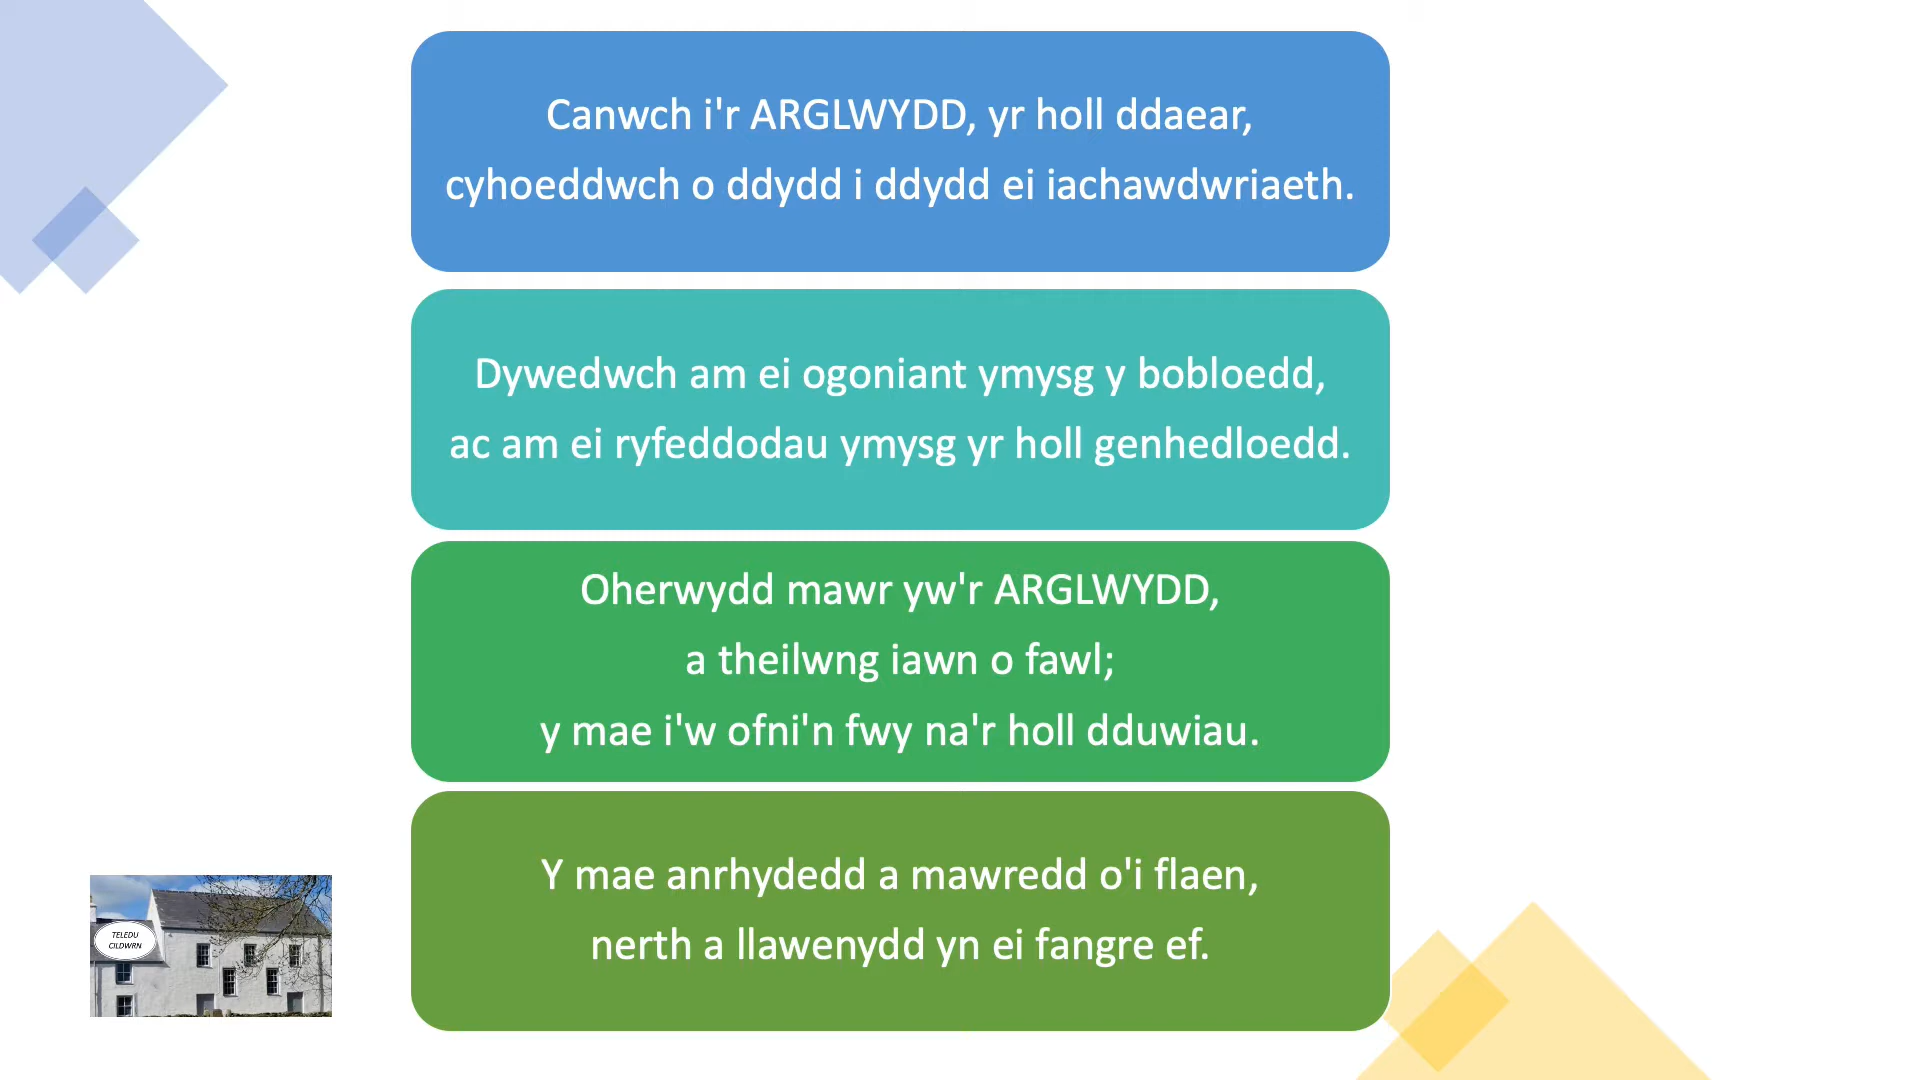 Canwch i'r ARGLWYDD, yr holl ddaear,
cyhoeddwch o ddydd i ddydd ei iachawdwriaeth.
Dywedwch am ei ogoniant ymysg y bobloedd,
ac am ei ryfeddodau ymysg yr holl genhedloedd.
Oherwydd mawr yw'r ARGLWYDD,
a theilwng iawn o fawl;
y mae i'w ofni'n fwy na'r holl dduwiau.
Y mae anrhydedd a mawredd o'i flaen,
nerth a llawenydd yn ei fangre ef.
TELEDU
CILDWRN